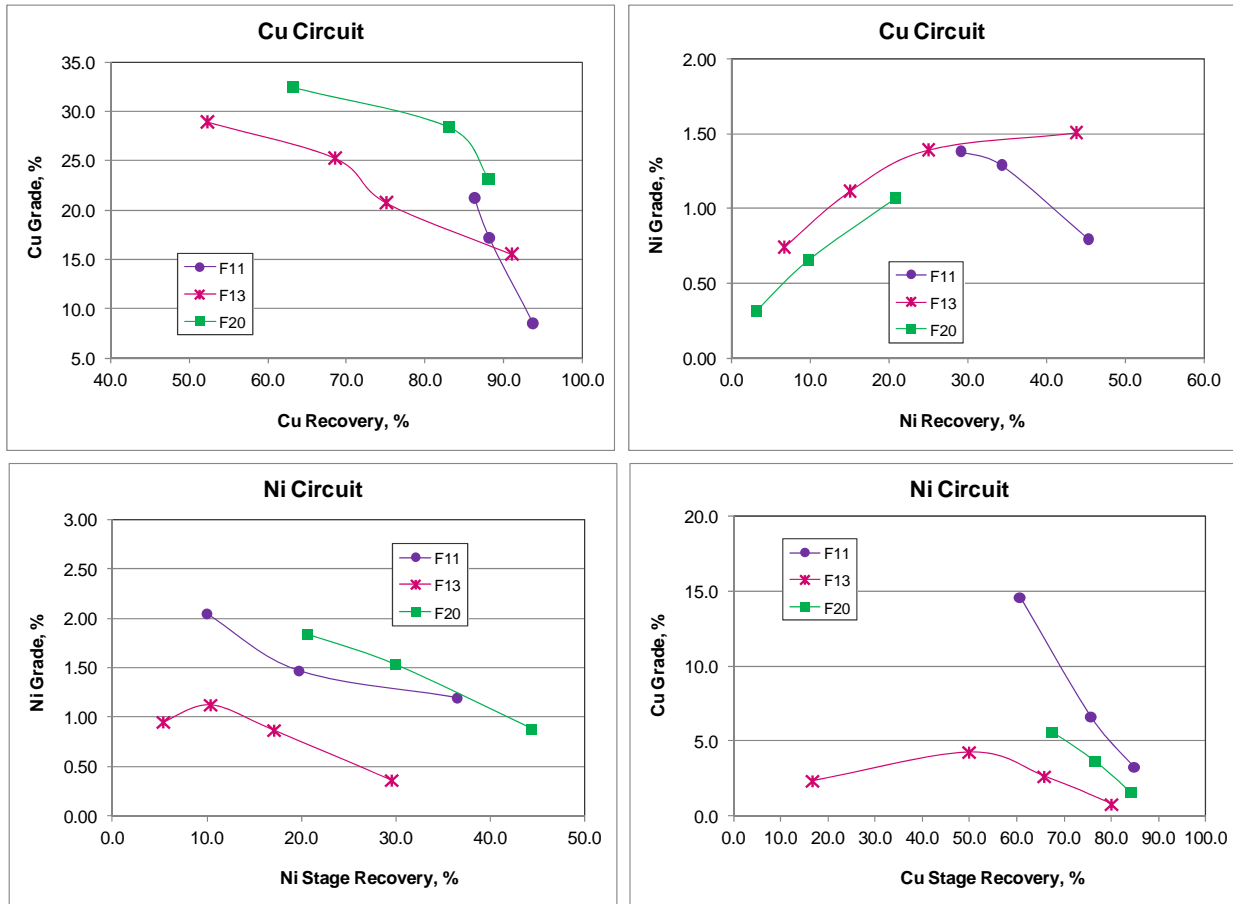 Cu Circuit
35.0
30.0
25.0
20.0
15.0
10.0
5.0
Cu Grade, %
F11
F13
F20
40.0 50.0 60.0 70.0 80.0 90.0 100.0
Cu Recovery, %
Cu Circuit
2.00
1.50
1.00
0.50
0.00
Ni Grade, %
F11
F13
F20
0.0 10.0 20.0 30.0 40.0 50.0 60.0
Ni Recovery, %
Ni Circuit
3.00
2.50
2.00
1.50
1.00
0.50
0.00
Ni Grade, %
F11
F13
F20
0.0 10.0 20.0 30.0 40.0 50.0
Ni Stage Recovery, %
Ni Circuit
20.0
15.0
10.0
5.0
0.0
Cu Grade, %
F11
F13
F20
0.0 10.0 20.0 30.0 40.0 50.0 60.0 70.0 80.0 90.0 100.0
Cu Stage Recovery, %